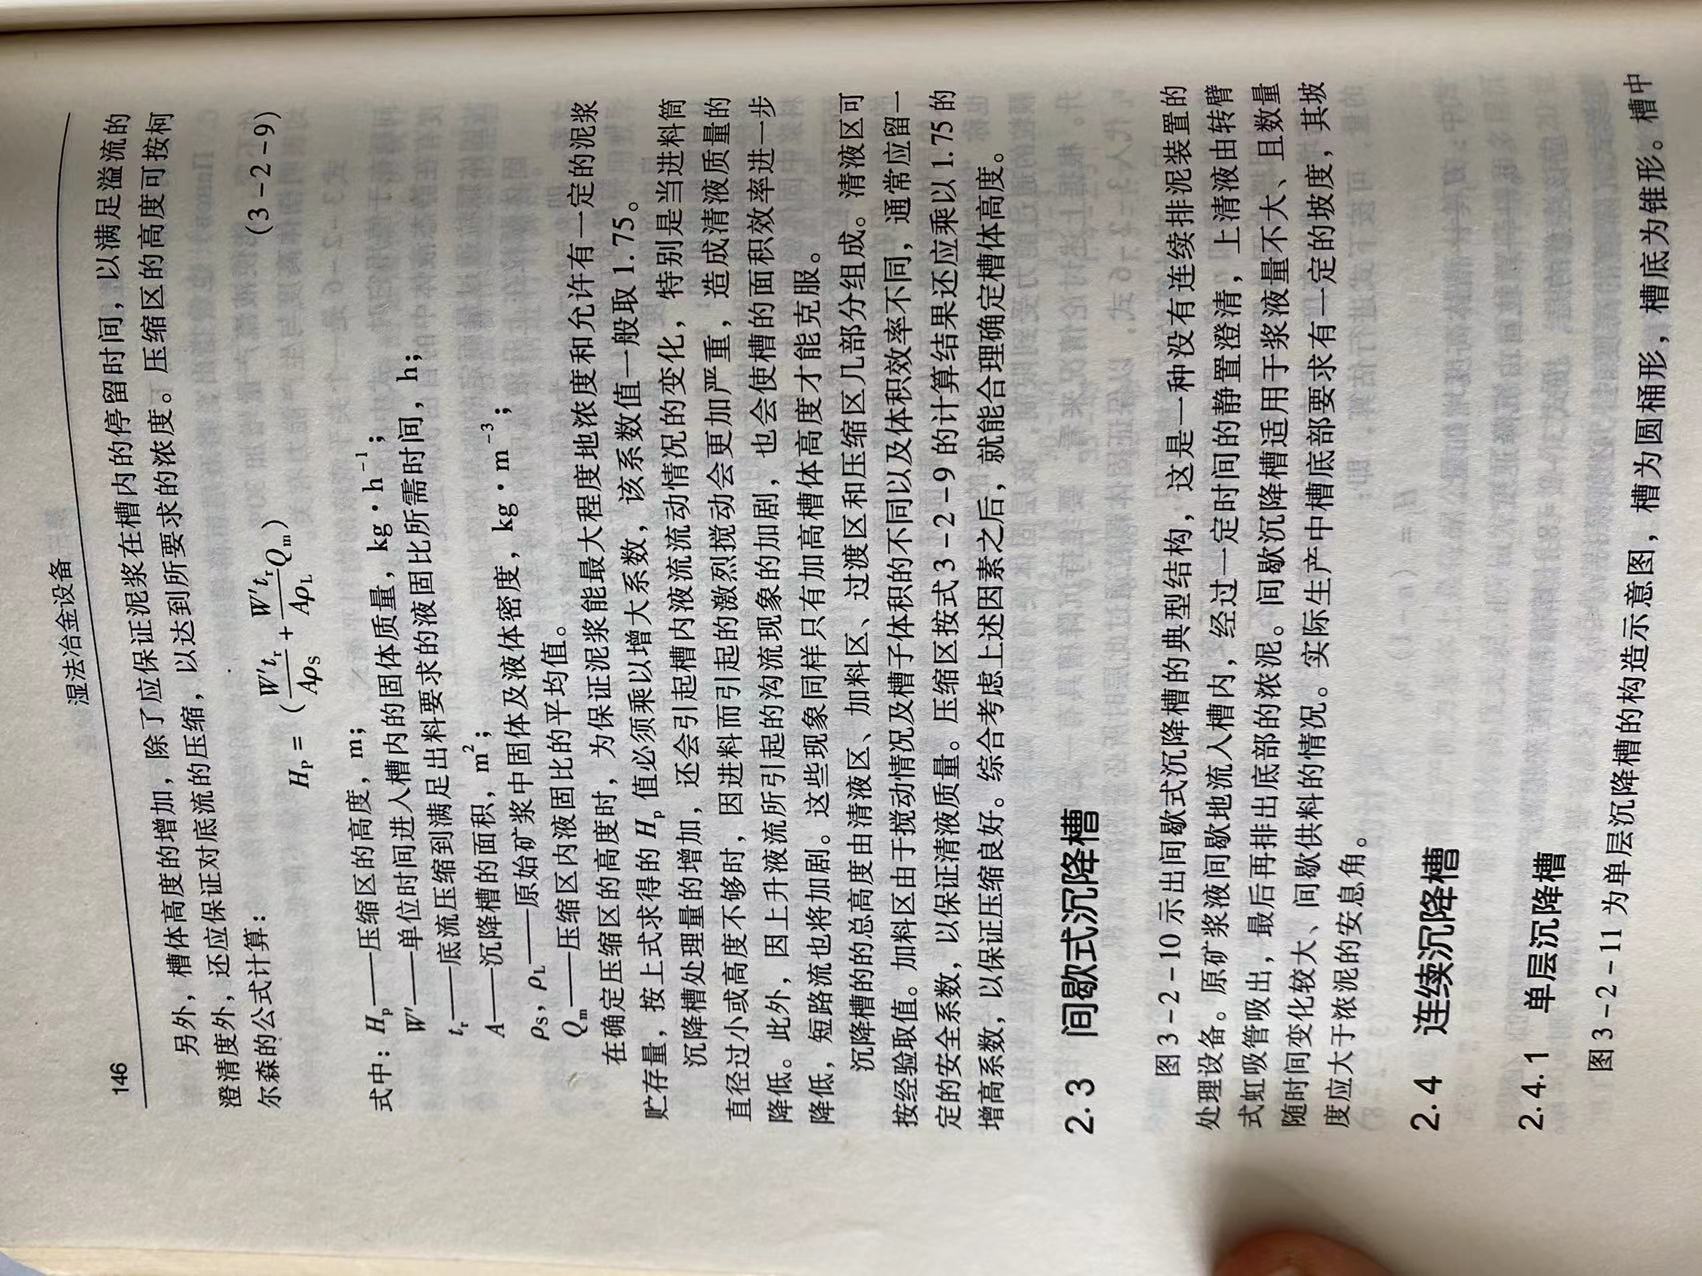 146
湿法冶金设备
另外，槽体高度的增加，除了应保证泥浆在槽内的停留时间，以满足溢流的
澄清度外，还应保证对底流的压缩，以达到所要求的浓度。压缩区的高度可按柯
尔森的公式计算：
H_P = (W't_r/Aρ_S + W't_r/Aρ_L Q_m) (3-2-9)
式中：H_p——压缩区的高度，m；
W'——单位时间进入槽内的固体质量，kg·h⁻¹；
t_r——底流压缩到满足出料要求的液固比所需时间，h；
A——沉降槽的面积，m²；
ρ_S，ρ_L——原始矿浆中固体及液体密度，kg·m⁻³；
Q_m——压缩区内液固比的平均值。
在确定压缩区的高度时，为保证泥浆能最大程度地浓度和允许有一定的泥浆
贮存量，按上式求得的 H_p 值必须乘以增大系数，该系数值一般取1.75。
沉降槽处理量的增加，还会引起槽内液流流动情况的变化，特别是当进料筒
直径过小或高度不够时，因进料而引起的激烈搅动会更加严重，造成清液质量的
降低。此外，因上升液流所引起的沟流现象的加剧，也会使槽的面积效率进一步
降低，短路流也将加剧。这些现象同样只有加高槽体高度才能克服。
沉降槽的的总高度由清液区、加料区、过渡区和压缩区几部分组成。清液区可
按经验取值。加料区由于搅动情况及槽子体积的不同以及体积效率不同，通常应留一
定的安全系数，以保证清液质量。压缩区按式3-2-9的计算结果还应乘以1.75的
增高系数，以保证压缩良好。综合考虑上述因素之后，就能合理确定槽体高度。
2.3 间歇式沉降槽
图3-2-10示出间歇式沉降槽的典型结构，这是一种没有连续排泥装置的
处理设备。原矿浆液间歇地流入槽内，经过一定时间的静置澄清，上清液由转臂
式虹吸管吸出，最后再排出底部的浓泥。间歇沉降槽适用于浆液量不大、且数量
随时间变化较大、间歇供料的情况。实际生产中槽底部要求有一定的坡度，其坡
度应大于浓泥的安息角。
2.4 连续沉降槽
2.4.1 单层沉降槽
图3-2-11为单层沉降槽的构造示意图，槽为圆桶形，槽底为锥形。槽中